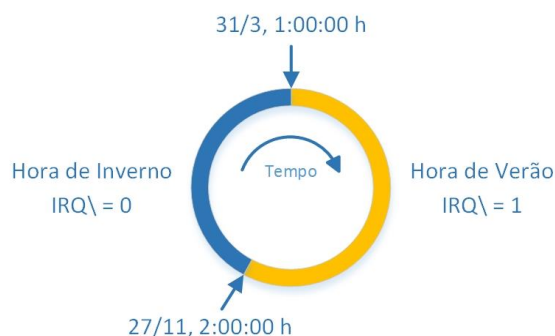 31/3, 1:00:00 h
Hora de Inverno
IRQ\ = 0
Tempo
Hora de Verão
IRQ\ = 1
27/11, 2:00:00 h